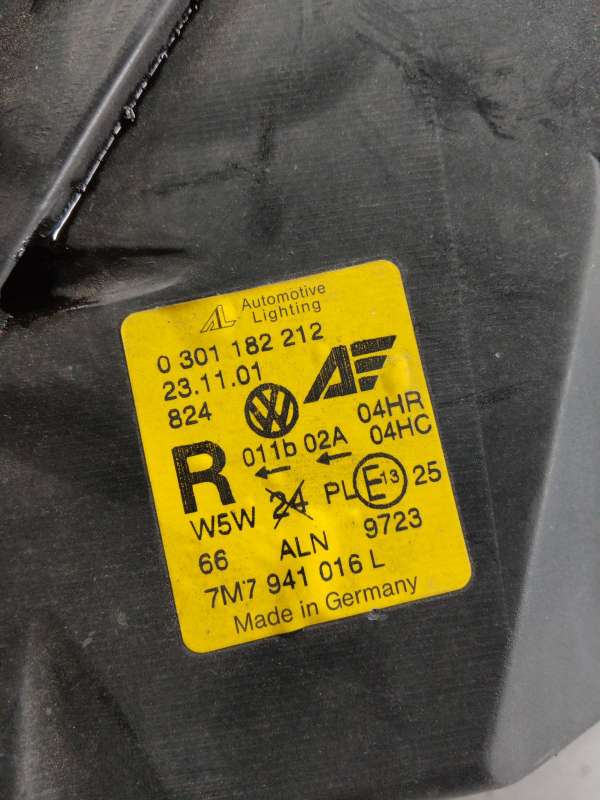 AL Automotive
Lighting
0 301 182 212
23.11.01
824
04HR
R 011b 02A 04HC
W5W 24 PL E13 25
66 ALN 9723
7M7 941 016 L
Made in Germany